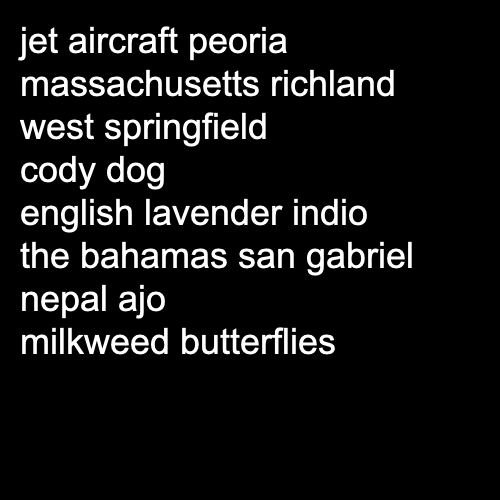 jet aircraft peoria
massachusetts richland
west springfield
cody dog
english lavender indio
the bahamas san gabriel
nepal ajo
milkweed butterflies